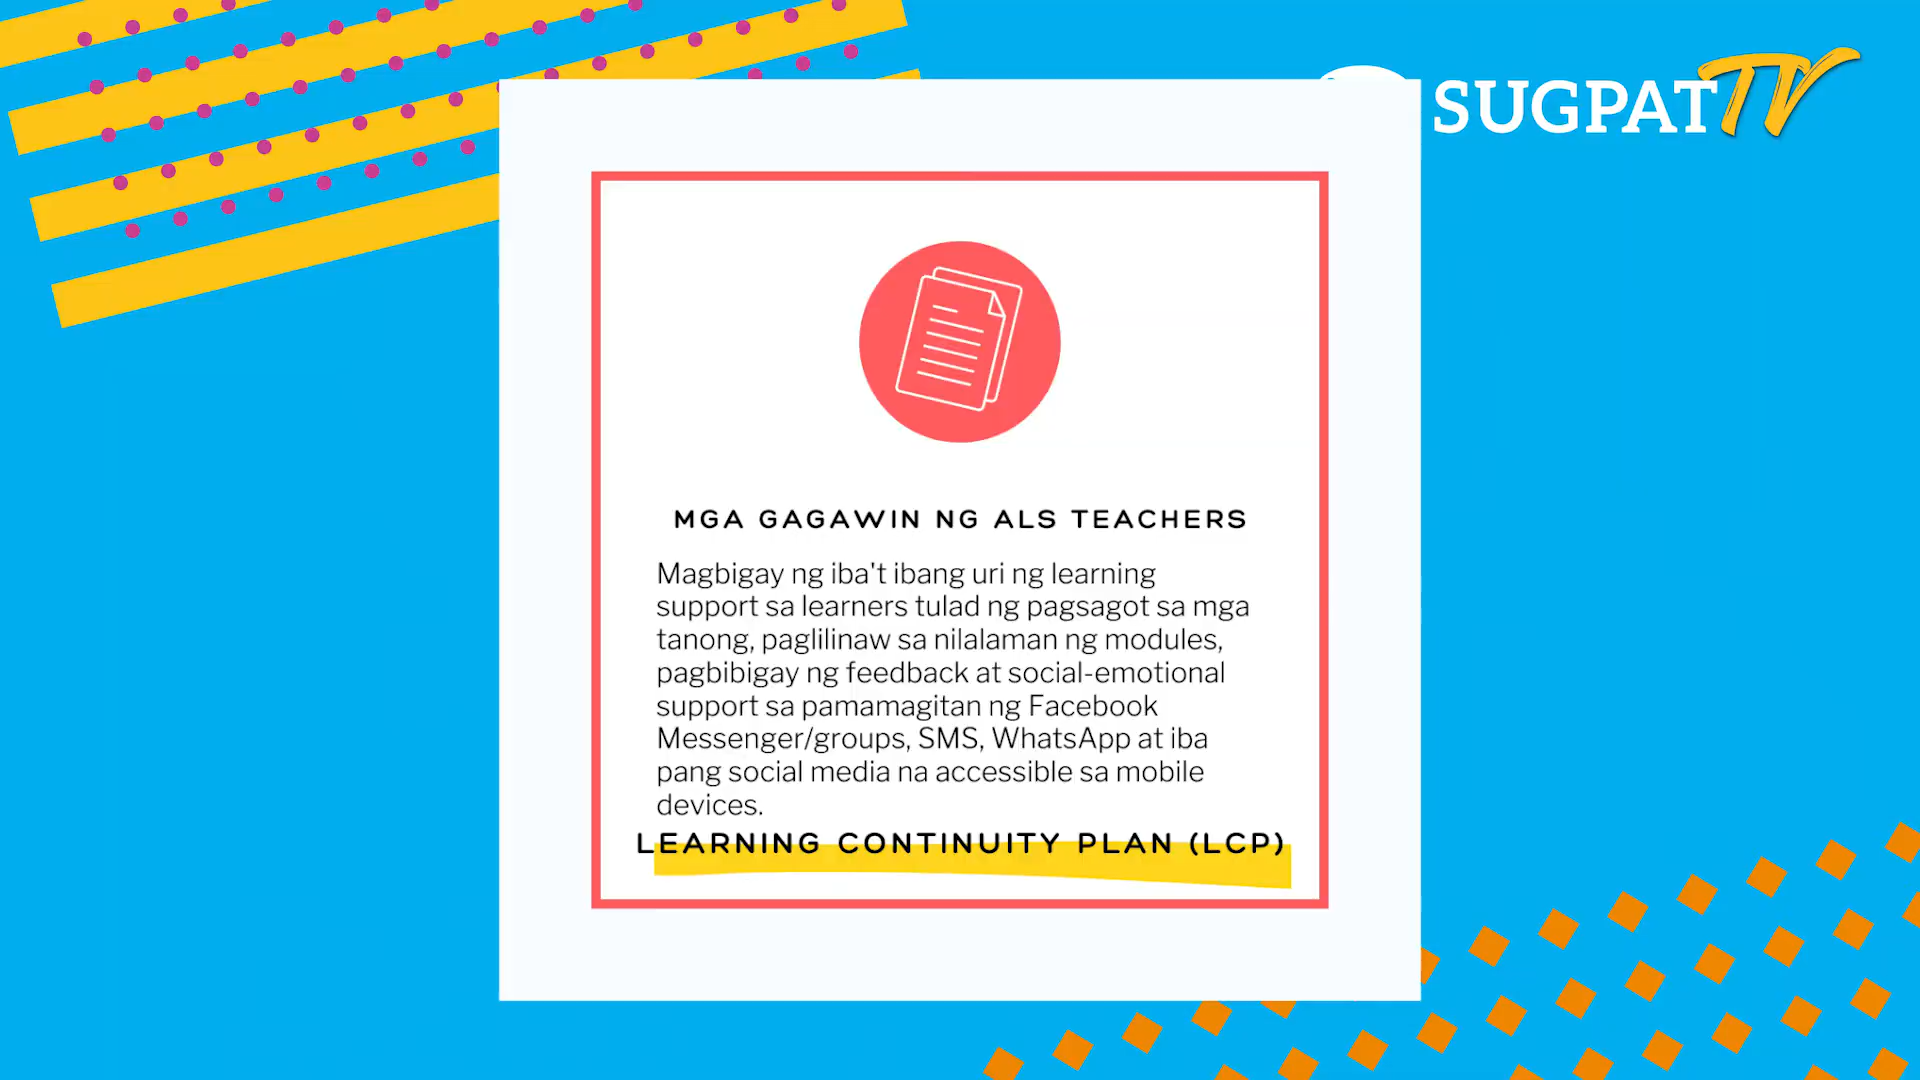 SUGPAT TV
MGA GAGAWIN NG ALS TEACHERS
Magbigay ng iba't ibang uri ng learning
support sa learners tulad ng pagsagot sa mga
tanong, paglilinaw sa nilalaman ng modules,
pagbibigay ng feedback at social-emotional
support sa pamamagitan ng Facebook
Messenger/groups, SMS, WhatsApp at iba
pang social media na accessible sa mobile
devices.
LEARNING CONTINUITY PLAN (LCP)